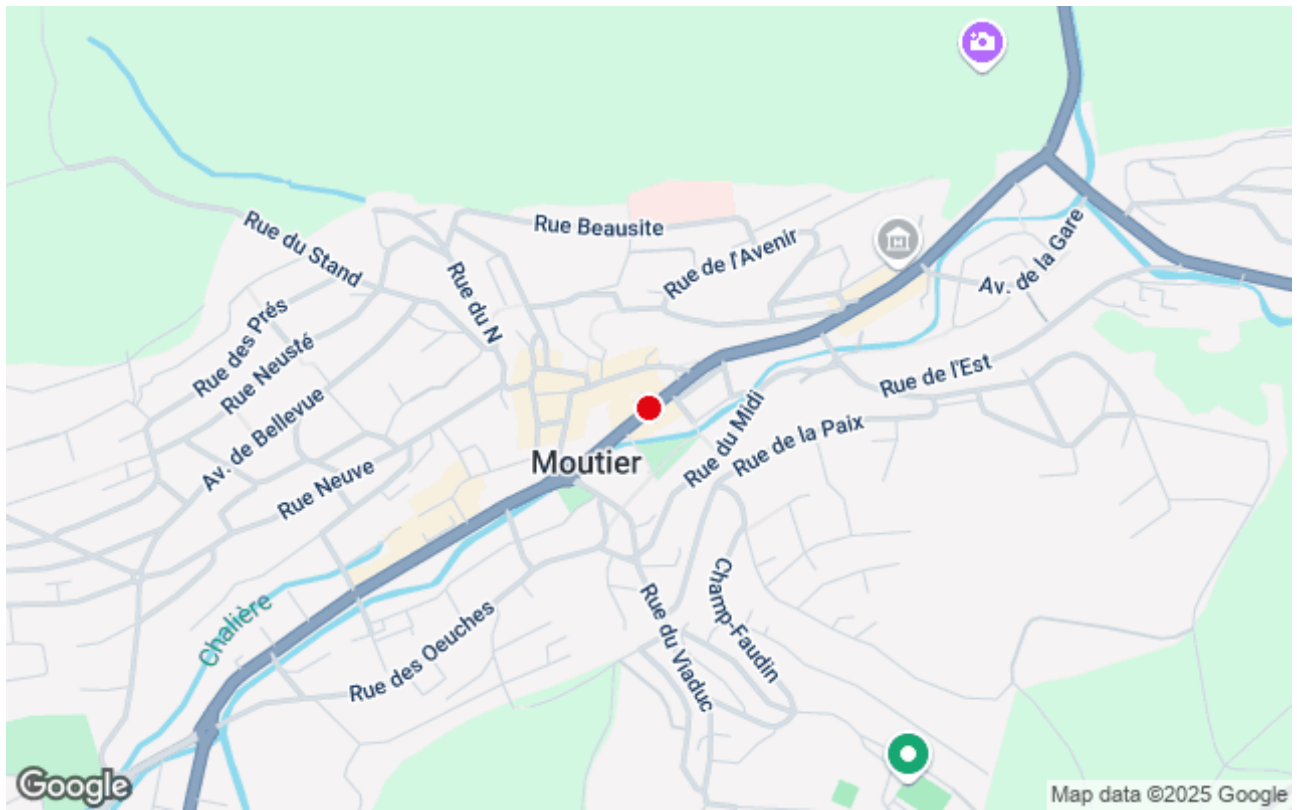 Rue Beausite
Rue du Stand
Rue de l'Avenir
Av. de la Gare
Rue du N
Rue des Prés
Rue Neusté
Av. de Bellevue
Rue de l'Est
Rue du Midi
Rue de la Paix
Moutier
Rue Neuve
Chalière
Rue des Oeuches
Rue du Viaduc
Champ-Faudin
Google
Map data ©2025 Google